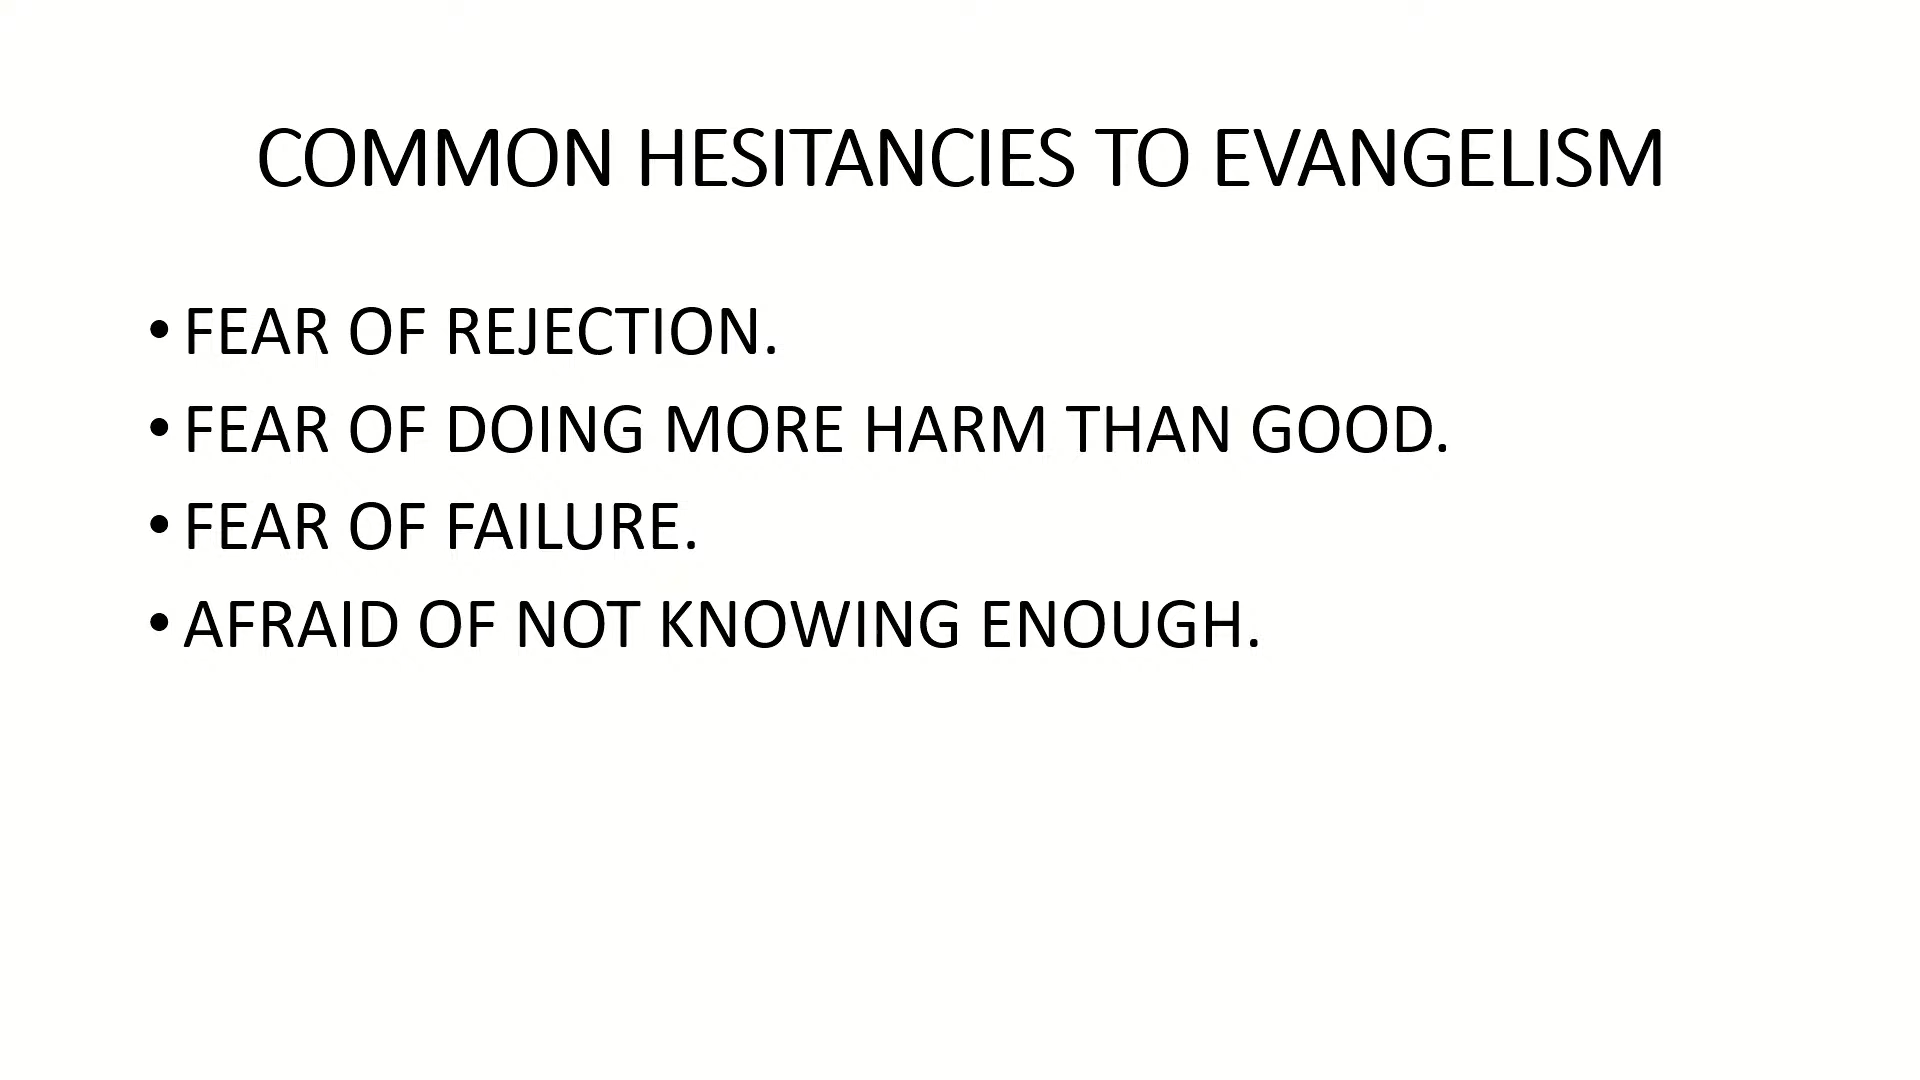 COMMON HESITANCIES TO EVANGELISM
• FEAR OF REJECTION.
• FEAR OF DOING MORE HARM THAN GOOD.
• FEAR OF FAILURE.
• AFRAID OF NOT KNOWING ENOUGH.